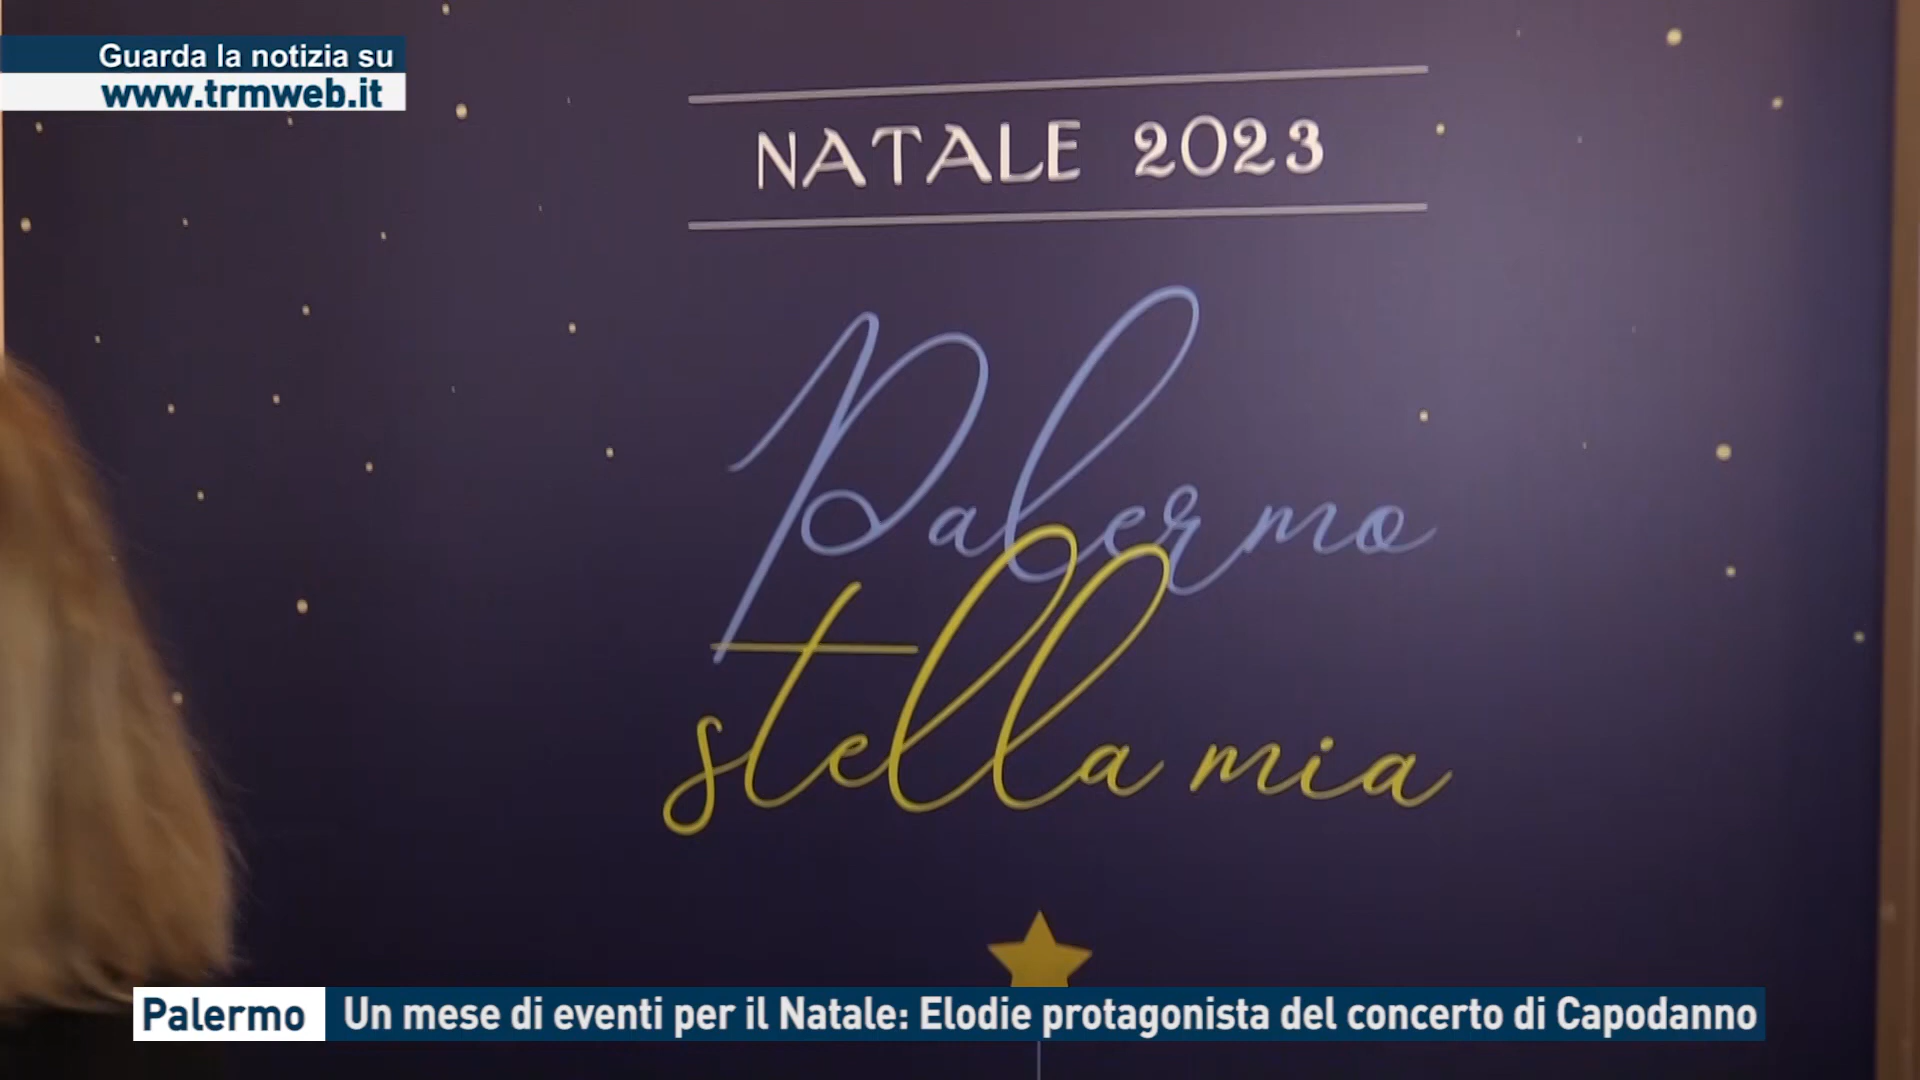 Guarda la notizia su
www.trmweb.it
NATALE 2023
Palermo
stella mia
Palermo Un mese di eventi per il Natale: Elodie protagonista del concerto di Capodanno